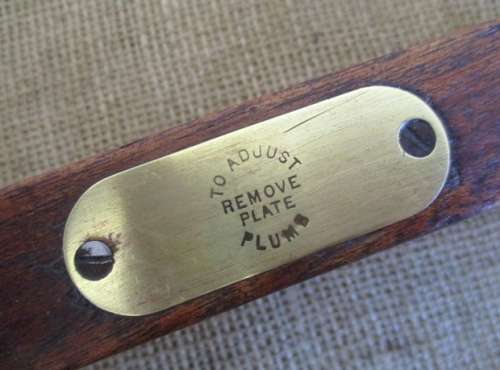 TO ADJUST
REMOVE
PLATE
PLUMB